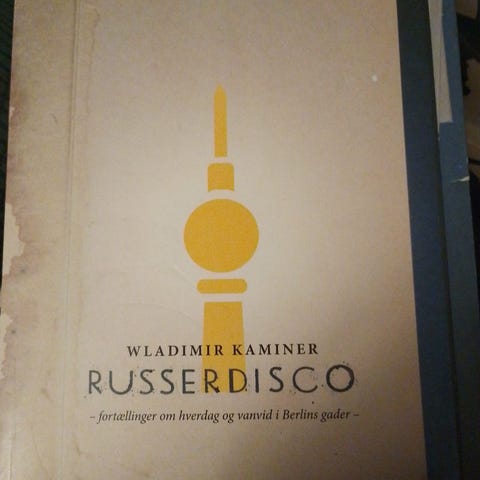 WLADIMIR KAMINER
RUSSERDISCO
– fortællinger om hverdag og vanvid i Berlins gader –